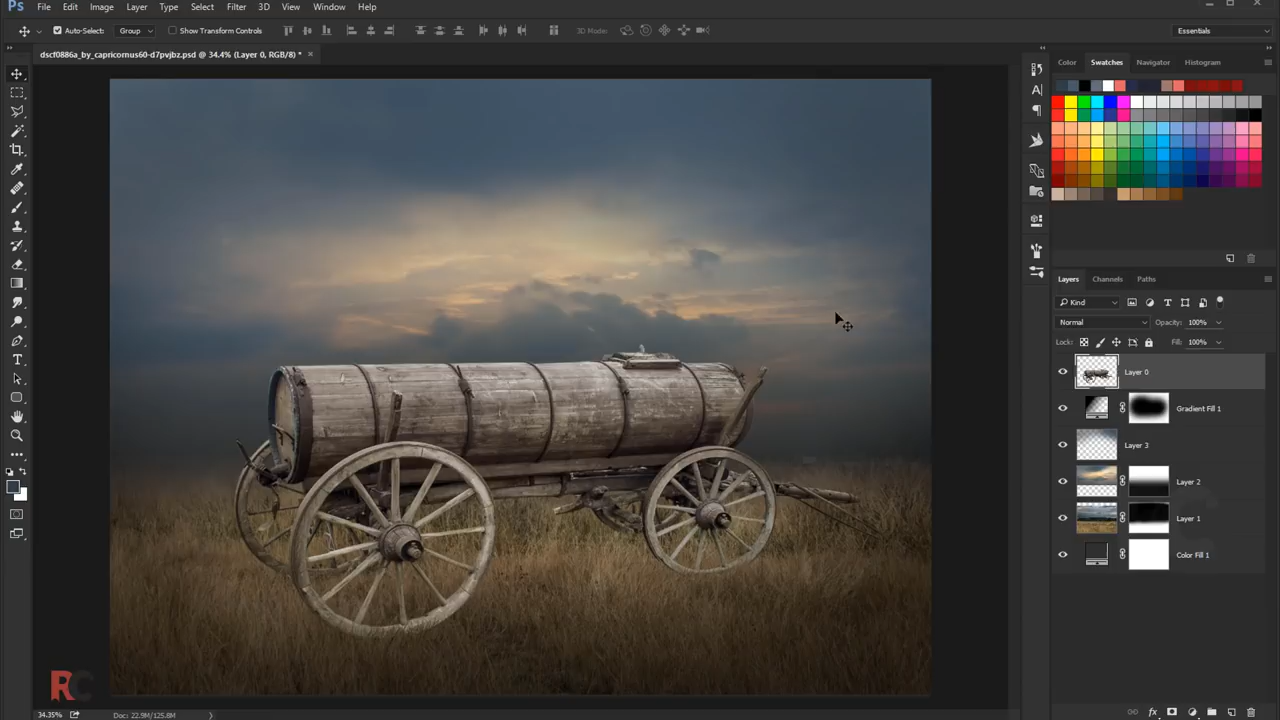 Ps File Edit Image Layer Type Select Filter 3D View Window Help
Auto-Select: Group Show Transform Controls 3D Mode: Essentials
dscf0886a_by_capricornus60-d7pvjbz.psd @ 34.4% (Layer 0, RGB/8) * ×
Color Swatches Navigator Histogram
Layers Channels Paths
Kind
Normal Opacity: 100%
Lock: Fill: 100%
Layer 0
Gradient Fill 1
Layer 3
Layer 2
Layer 1
Color Fill 1
RC
34.35% Doc: 22.9M/125.8M
fx